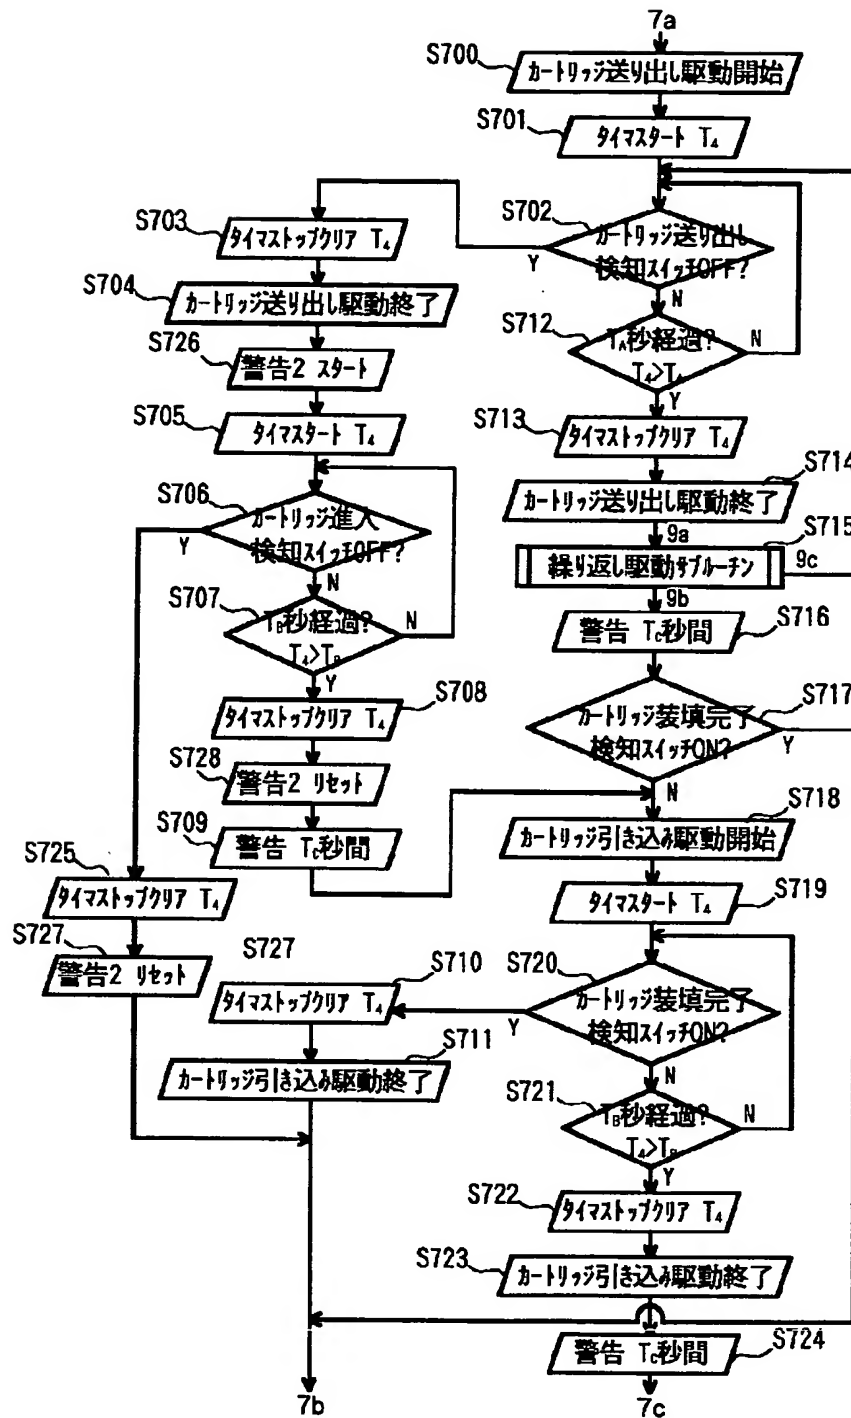 7a
S700
カートリッジ送り出し駆動開始
S701
タイマスタート T4
S702
カートリッジ送り出し
検知スイッチOFF?
Y
N
S703
タイマストップクリア T4
S704
カートリッジ送り出し駆動終了
S726
警告2 スタート
S705
タイマスタート T4
S706
カートリッジ進入
検知スイッチOFF?
Y
N
S707
TB秒経過?
T4>TB
N
Y
S708
タイマストップクリア T4
S728
警告2 リセット
S709
警告 TC秒間
S725
タイマストップクリア T4
S727
警告2 リセット
S727
S712
TA秒経過?
T4>TA
N
Y
S713
タイマストップクリア T4
S714
カートリッジ送り出し駆動終了
9a
S715
繰り返し駆動サブルーチン
9c
9b
S716
警告 TC秒間
S717
カートリッジ装填完了
検知スイッチON?
Y
N
S718
カートリッジ引き込み駆動開始
S719
タイマスタート T4
S720
カートリッジ装填完了
検知スイッチON?
Y
N
S710
タイマストップクリア T4
S711
カートリッジ引き込み駆動終了
S721
TB秒経過?
T4>TB
N
Y
S722
タイマストップクリア T4
S723
カートリッジ引き込み駆動終了
S724
警告 TC秒間
7b
7c